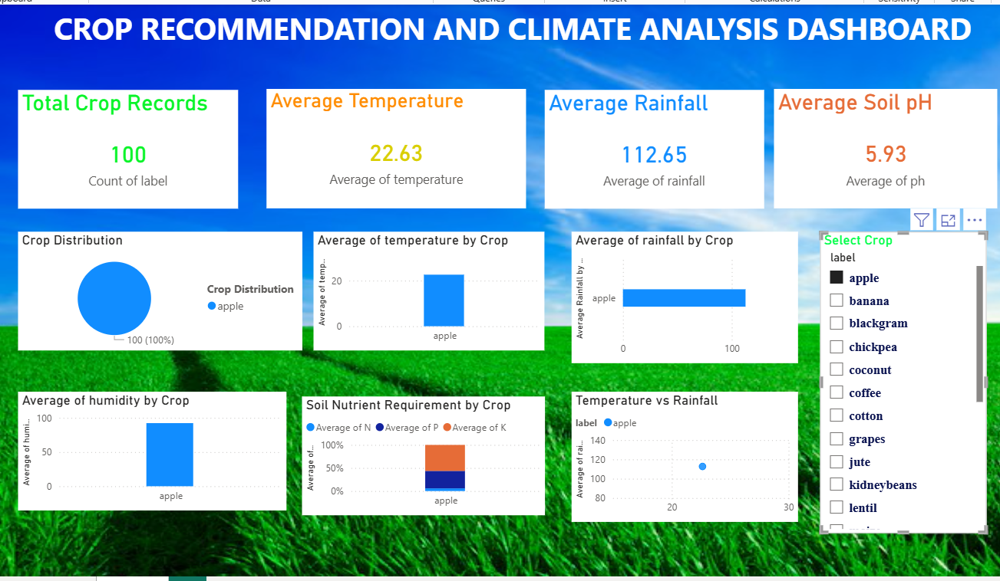 Data
Queries
Insert
Calculations
Sensitivity
Share
CROP RECOMMENDATION AND CLIMATE ANALYSIS DASHBOARD
Total Crop Records
100
Count of label
Average Temperature
22.63
Average of temperature
Average Rainfall
112.65
Average of rainfall
Average Soil pH
5.93
Average of ph
Crop Distribution
100 (100%)
Crop Distribution
apple
Average of temperature by Crop
Average of temp...
20
0
apple
Average of rainfall by Crop
Average Rainfall by ...
apple
0
100
Select Crop
label
apple
banana
blackgram
chickpea
coconut
coffee
cotton
grapes
jute
kidneybeans
lentil
Average of humidity by Crop
Average of humi...
100
50
0
apple
Soil Nutrient Requirement by Crop
Average of N Average of P Average of K
Average of...
100%
50%
0%
apple
Temperature vs Rainfall
label apple
Average of rai...
140
120
100
80
20
30